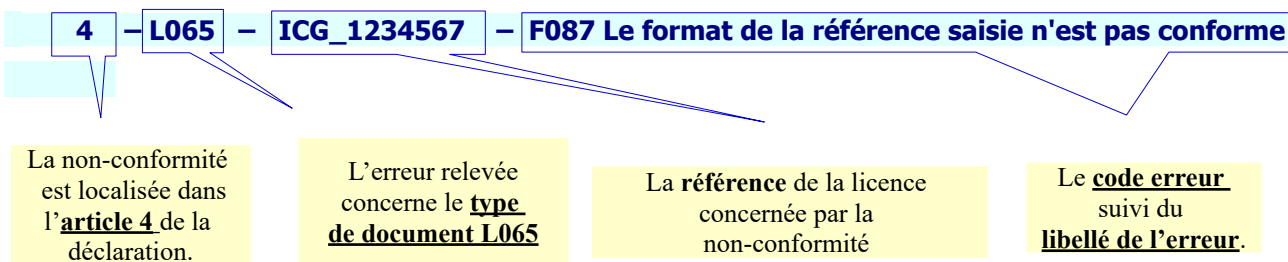 4 – L065 – ICG_1234567 – F087 Le format de la référence saisie n'est pas conforme
La non-conformité
est localisée dans
l’article 4 de la
déclaration.
L’erreur relevée
concerne le type
de document L065
La référence de la licence
concernée par la
non-conformité
Le code erreur
suivi du
libellé de l’erreur.